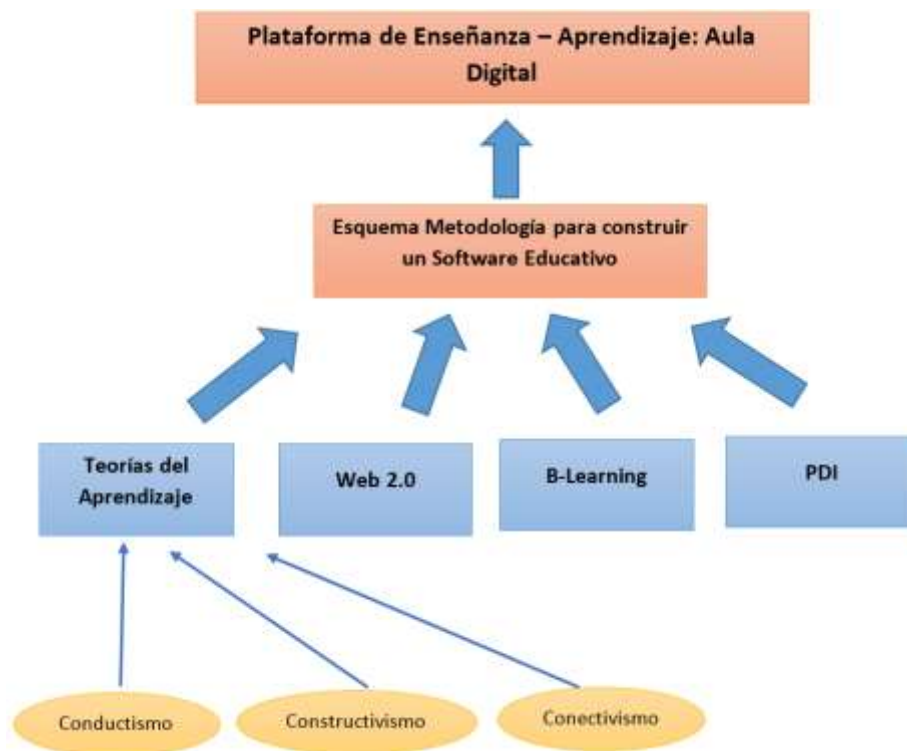 Plataforma de Enseñanza – Aprendizaje: Aula
Digital
Esquema Metodología para construir
un Software Educativo
Teorías del
Aprendizaje
Web 2.0
B-Learning
PDI
Conductismo
Constructivismo
Conectivismo